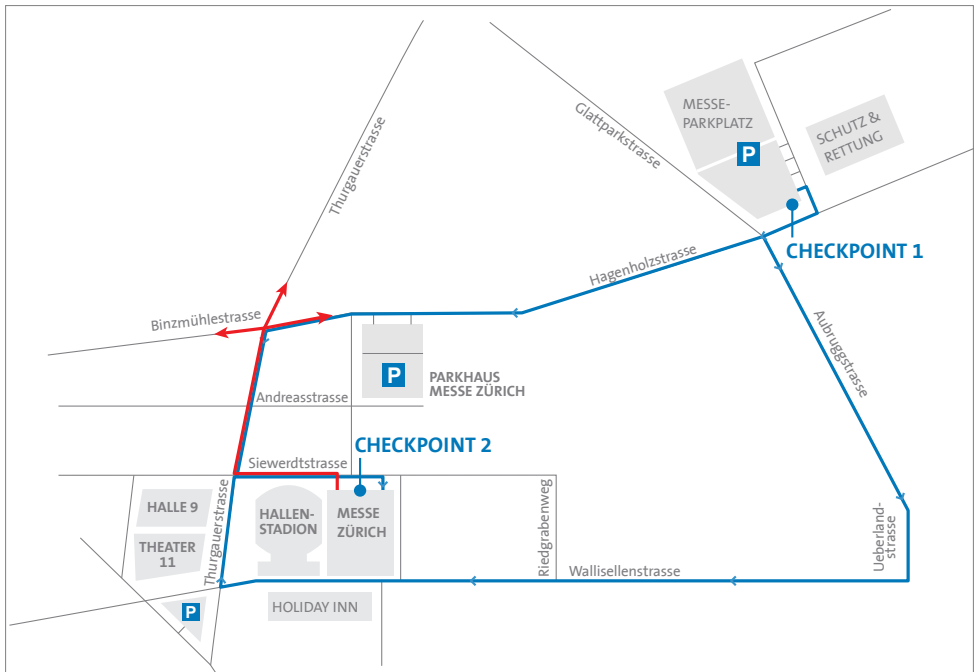 MESSE-
PARKPLATZ
P
SCHUTZ &
RETTUNG
Glattparkstrasse
Thurgauerstrasse
CHECKPOINT 1
Hagenholzstrasse
Binzmühlestrasse
Aubruggstrasse
P
PARKHAUS
MESSE ZÜRICH
Andreasstrasse
CHECKPOINT 2
Siewerdtstrasse
HALLE 9
HALLEN-
STADION
MESSE
ZÜRICH
THEATER
11
Thurgauerstrasse
Riedgrabenweg
Ueberland-
strasse
Wallisellenstrasse
P
HOLIDAY INN